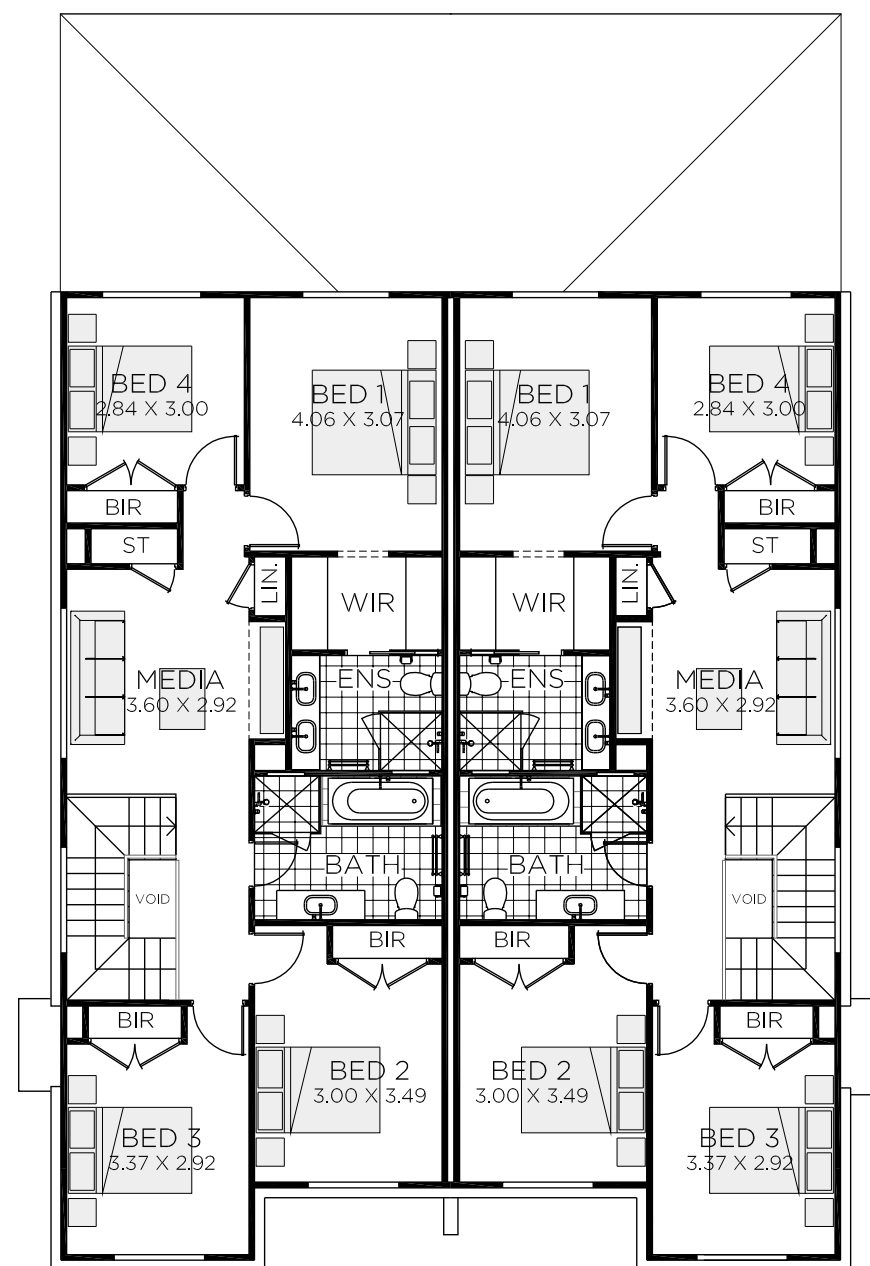 BED 4
2.84 X 3.00
BED 1
4.06 X 3.07
BED 1
4.06 X 3.07
BED 4
2.84 X 3.00
BIR
BIR
ST
ST
LIN.
WIR
WIR
LIN.
MEDIA
3.60 X 2.92
ENS
ENS
MEDIA
3.60 X 2.92
BATH
BATH
VOID
VOID
BIR
BIR
BIR
BIR
BED 2
3.00 X 3.49
BED 2
3.00 X 3.49
BED 3
3.37 X 2.92
BED 3
3.37 X 2.92